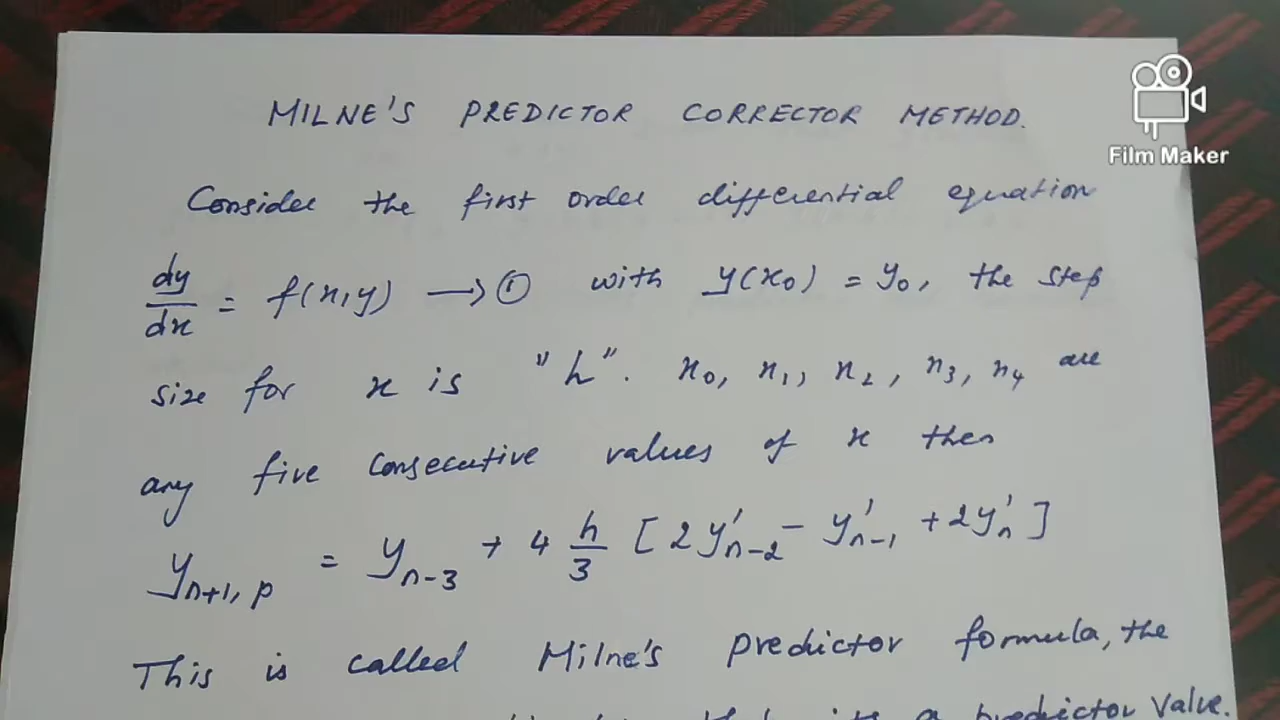 MILNE'S PREDICTOR CORRECTOR METHOD.
Film Maker
Consider the first order differential equation
dy/dx = f(x,y) → ① with y(x₀) = y₀, the step
size for x is "h". x₀, x₁, x₂, x₃, x₄ are
any five consecutive values of x then
yₙ₊₁,ₚ = yₙ₋₃ + 4 h/3 [2y'ₙ₋₂ - y'ₙ₋₁ + 2y'ₙ]
This is called Milne's predictor formula, the
a predictor value.